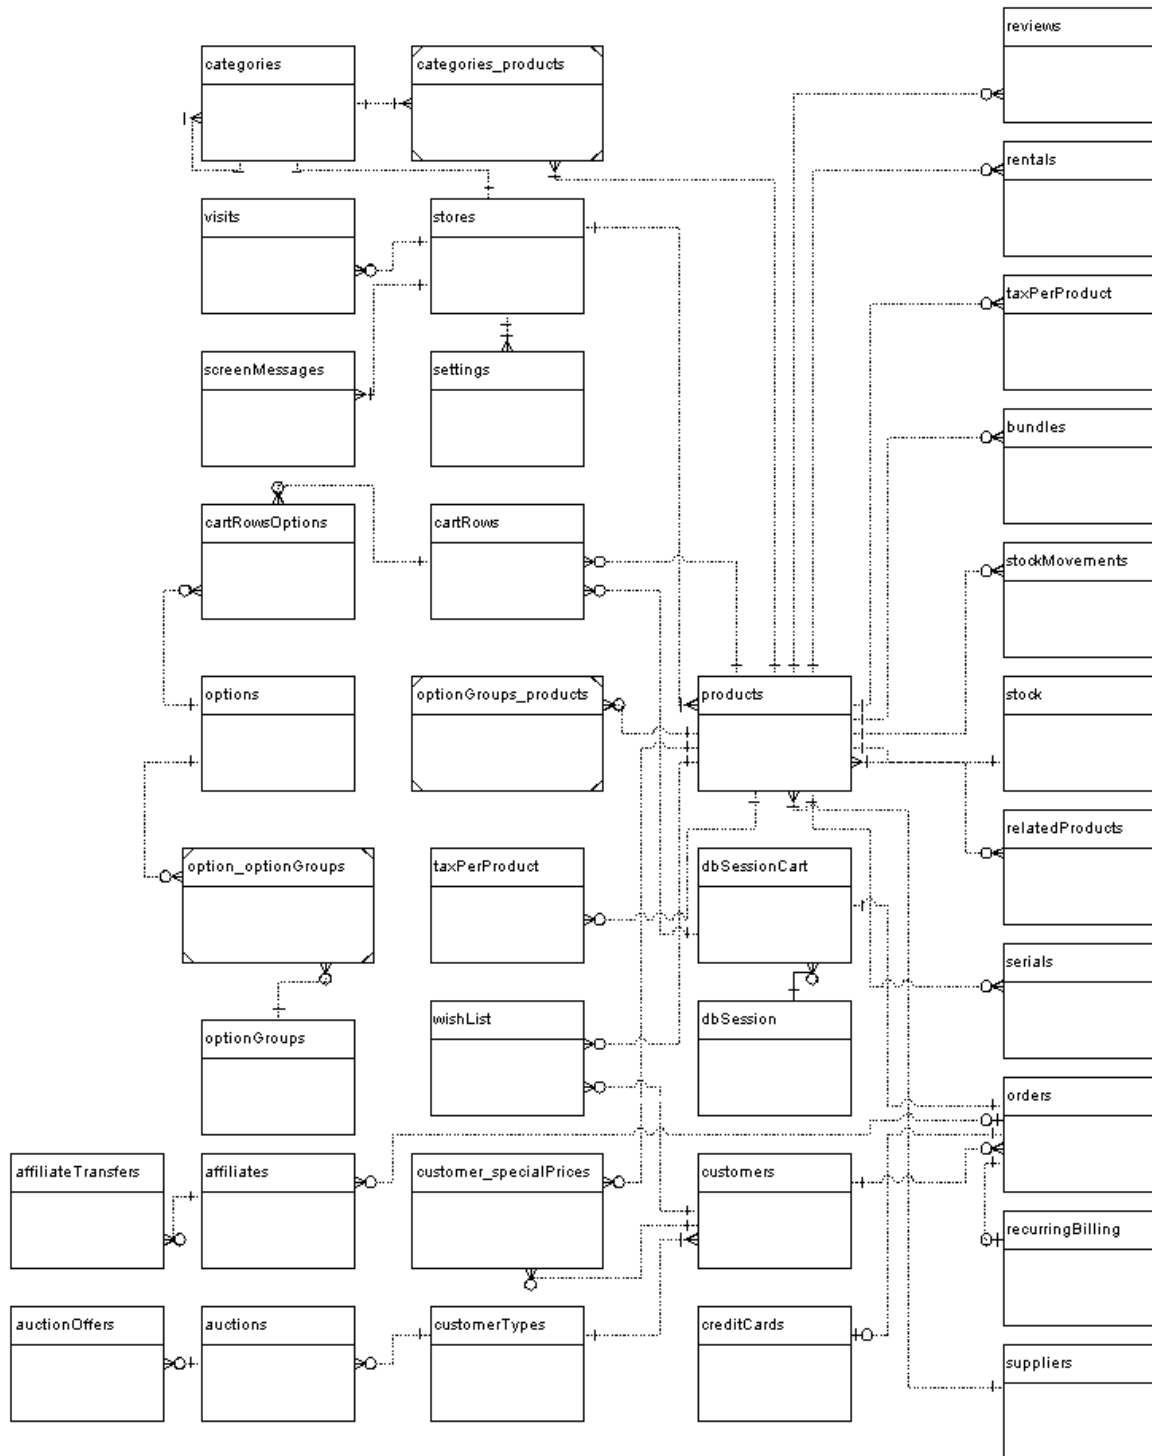 reviews
categories
categories_products
rentals
visits
stores
taxPerProduct
screenMessages
settings
bundles
cartRowsOptions
cartRows
stockMovements
options
optionGroups_products
products
stock
relatedProducts
option_optionGroups
taxPerProduct
dbSessionCart
serials
optionGroups
wishList
dbSession
orders
affiliateTransfers
affiliates
customer_specialPrices
customers
recurringBilling
auctionOffers
auctions
customerTypes
creditCards
suppliers